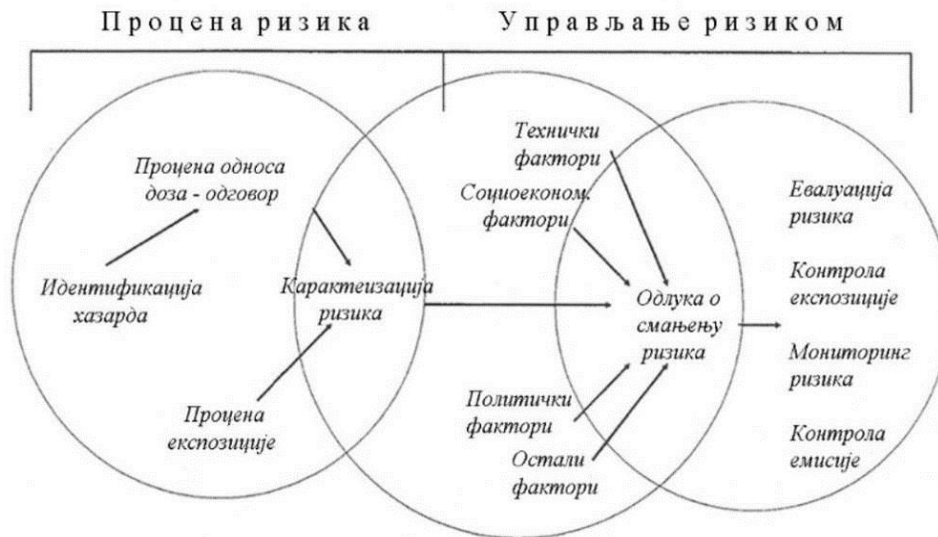 Процена ризика
Управљање ризиком
Процена односа
доза - одговор
Идентификација
хазарда
Карактеизација
ризика
Процена
експозиције
Технички
фактори
Социоеконом.
фактори
Одлука о
смањењу
ризика
Политички
фактори
Остали
фактори
Евалуација
ризика
Контрола
експозиције
Мониторинг
ризика
Контрола
емисије